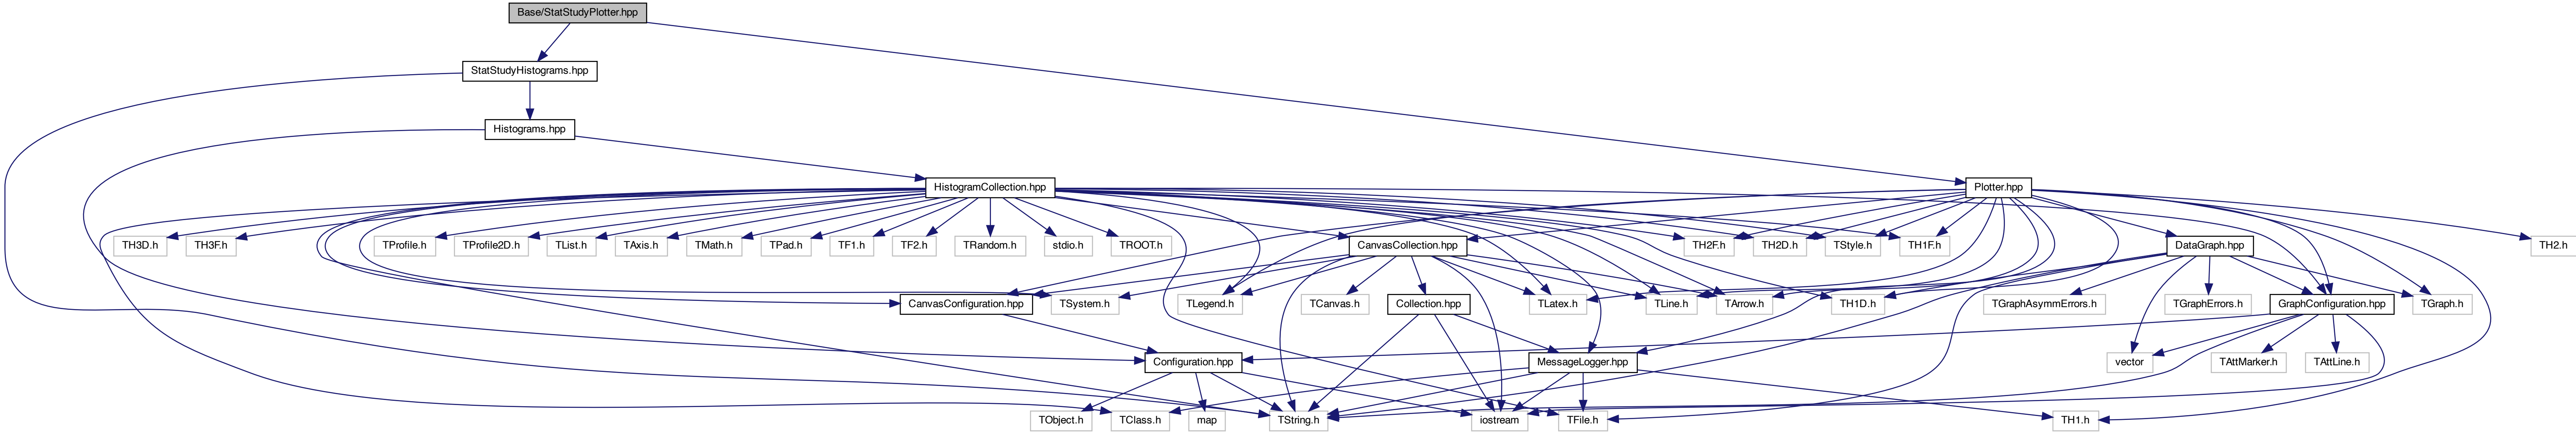 Base/StatStudyPlotter.hpp
StatStudyHistograms.hpp
Histograms.hpp
HistogramCollection.hpp
Plotter.hpp
TH3D.h
TH3F.h
TProfile.h
TProfile2D.h
TList.h
TAxis.h
TMath.h
TPad.h
TF1.h
TF2.h
TRandom.h
stdio.h
TROOT.h
CanvasCollection.hpp
TH2F.h
TH2D.h
TStyle.h
TH1F.h
DataGraph.hpp
TH2.h
CanvasConfiguration.hpp
TSystem.h
TLegend.h
TCanvas.h
Collection.hpp
TLatex.h
TLine.h
TArrow.h
TH1D.h
TGraphAsymmErrors.h
TGraphErrors.h
GraphConfiguration.hpp
TGraph.h
Configuration.hpp
MessageLogger.hpp
vector
TAttMarker.h
TAttLine.h
TObject.h
TClass.h
map
TString.h
iostream
TFile.h
TH1.h